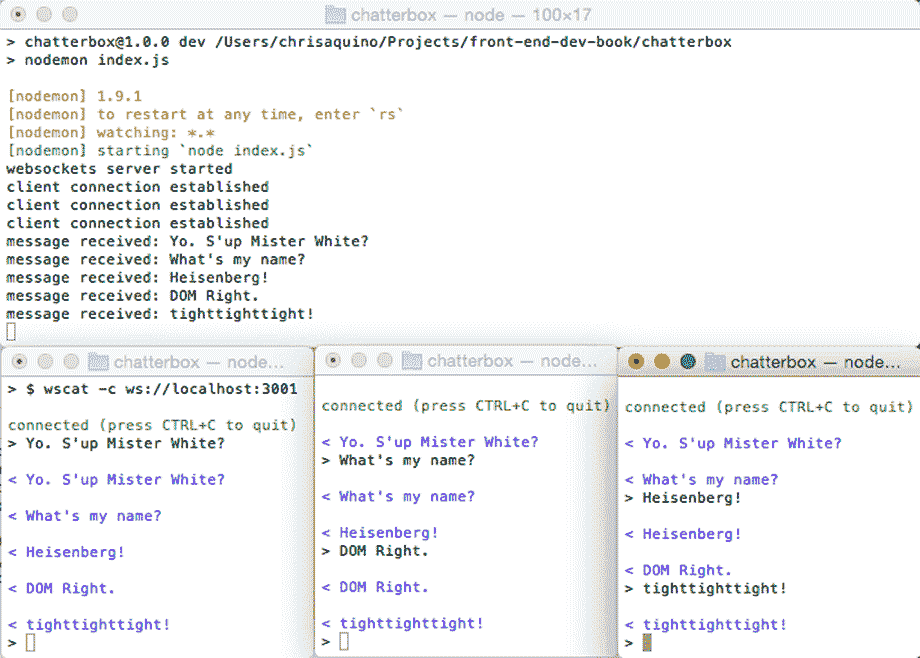 chatterbox — node — 100×17
> chatterbox@1.0.0 dev /Users/chrisaquino/Projects/front-end-dev-book/chatterbox
> nodemon index.js
[nodemon] 1.9.1
[nodemon] to restart at any time, enter `rs`
[nodemon] watching: *.*
[nodemon] starting `node index.js`
websockets server started
client connection established
client connection established
client connection established
message received: Yo. S'up Mister White?
message received: What's my name?
message received: Heisenberg!
message received: DOM Right.
message received: tighttighttight!
chatterbox — node...
> $ wscat -c ws://localhost:3001
connected (press CTRL+C to quit)
> Yo. S'up Mister White?
< Yo. S'up Mister White?
< What's my name?
< Heisenberg!
< DOM Right.
< tighttighttight!
>
chatterbox — node...
connected (press CTRL+C to quit)
< Yo. S'up Mister White?
> What's my name?
< What's my name?
< Heisenberg!
> DOM Right.
< DOM Right.
< tighttighttight!
>
chatterbox — node...
connected (press CTRL+C to quit)
< Yo. S'up Mister White?
< What's my name?
> Heisenberg!
< Heisenberg!
< DOM Right.
> tighttighttight!
< tighttighttight!
>